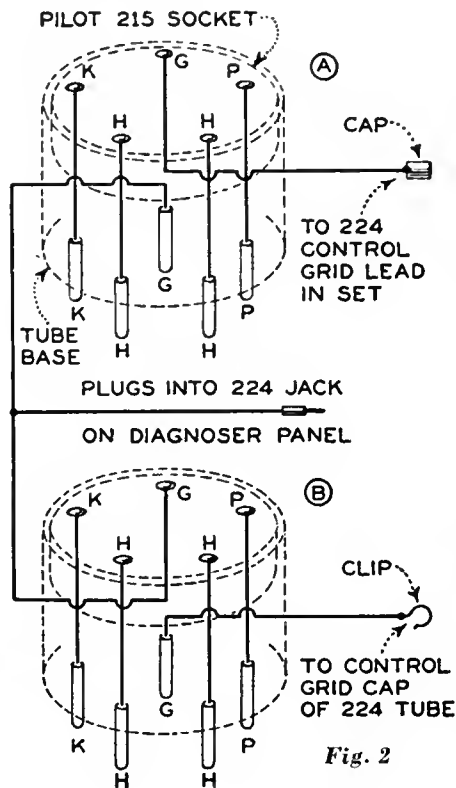 PILOT 215 SOCKET
A
K
G
P
H
H
CAP
TO 224
CONTROL
GRID LEAD
IN SET
G
K
P
TUBE
BASE
H
H
PLUGS INTO 224 JACK
ON DIAGNOSER PANEL
B
K
G
P
H
H
CLIP
TO CONTROL
GRID CAP
OF 224 TUBE
G
K
P
H
H
Fig. 2